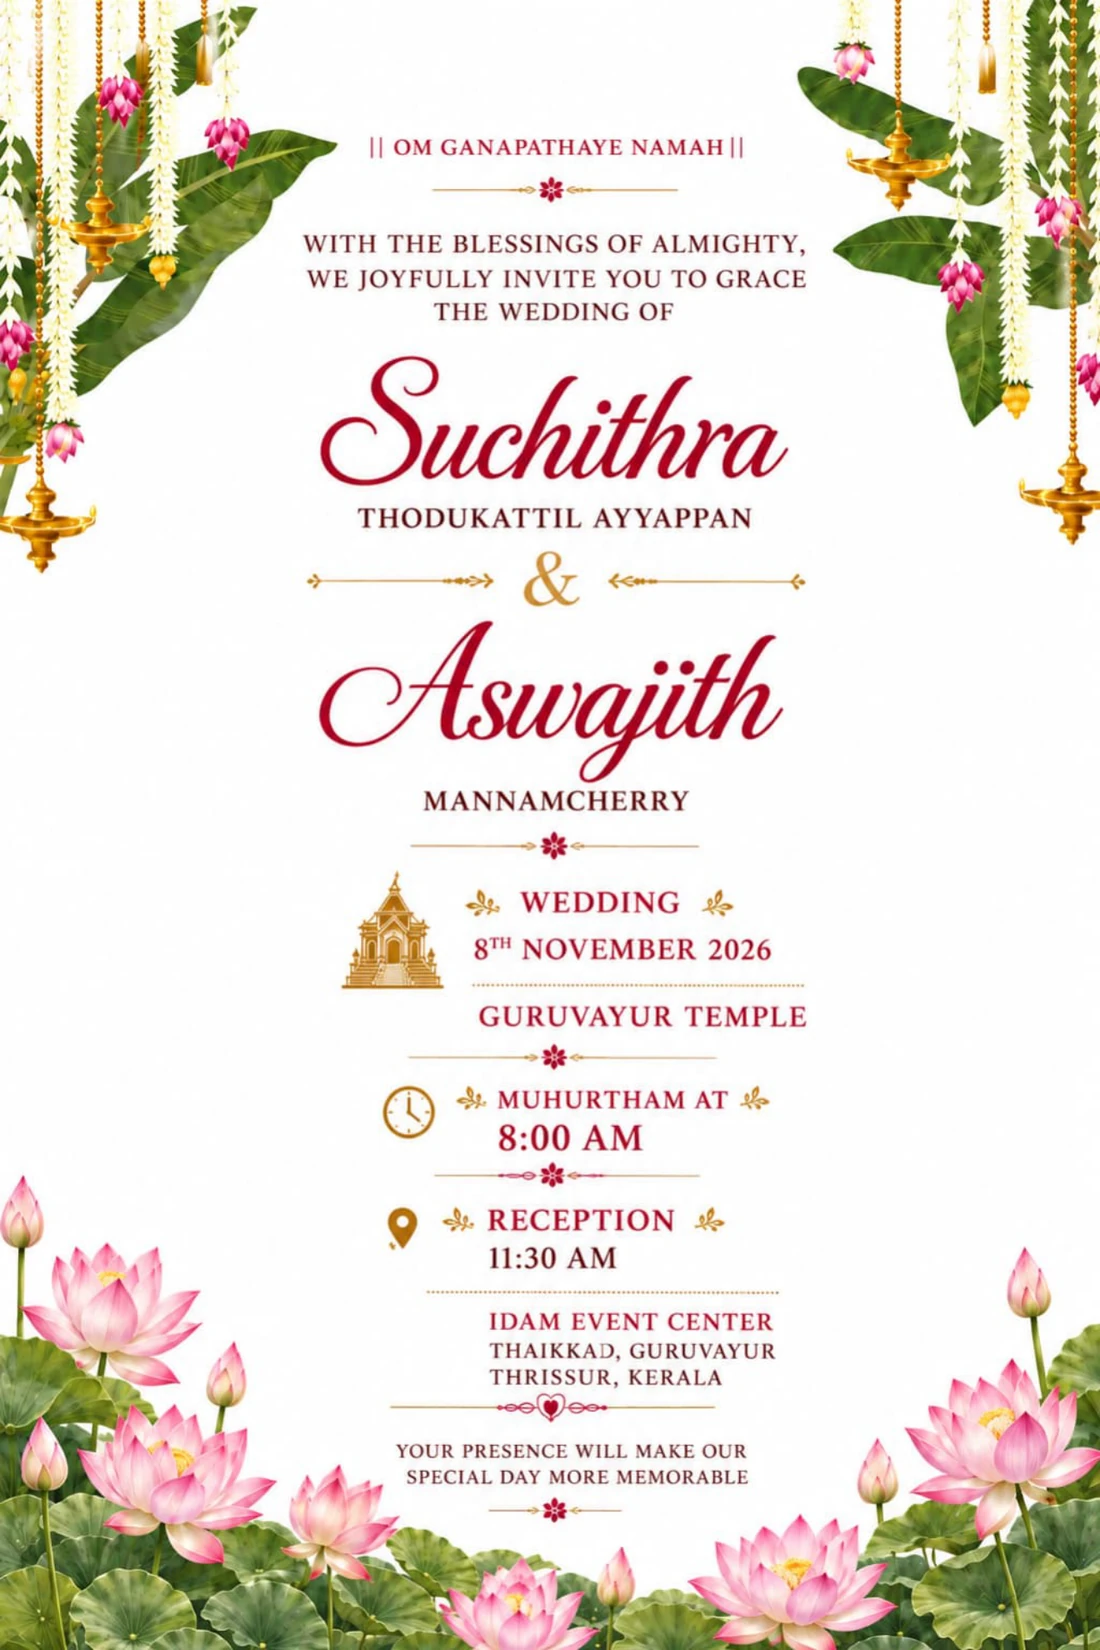 || OM GANAPATHAYE NAMAH ||
WITH THE BLESSINGS OF ALMIGHTY,
WE JOYFULLY INVITE YOU TO GRACE
THE WEDDING OF
Suchithra
THODUKATTIL AYYAPPAN
&
Aswajith
MANNAMCHERRY
WEDDING
8TH NOVEMBER 2026
GURUVAYUR TEMPLE
MUHURTHAM AT
8:00 AM
RECEPTION
11:30 AM
IDAM EVENT CENTER
THAIKKAD, GURUVAYUR
THRISSUR, KERALA
YOUR PRESENCE WILL MAKE OUR
SPECIAL DAY MORE MEMORABLE